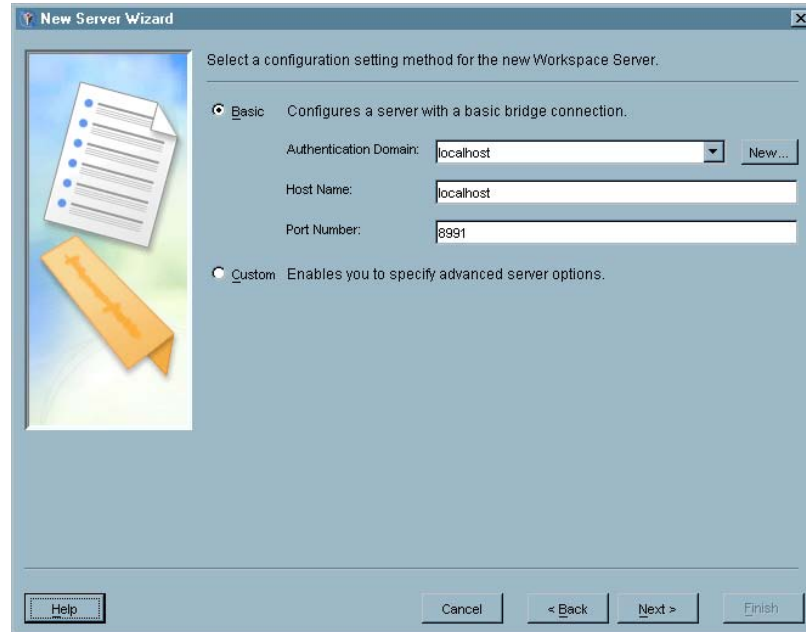 New Server Wizard
Select a configuration setting method for the new Workspace Server.
Basic Configures a server with a basic bridge connection.
Authentication Domain: localhost New...
Host Name: localhost
Port Number: 8991
Custom Enables you to specify advanced server options.
Help Cancel < Back Next > Finish